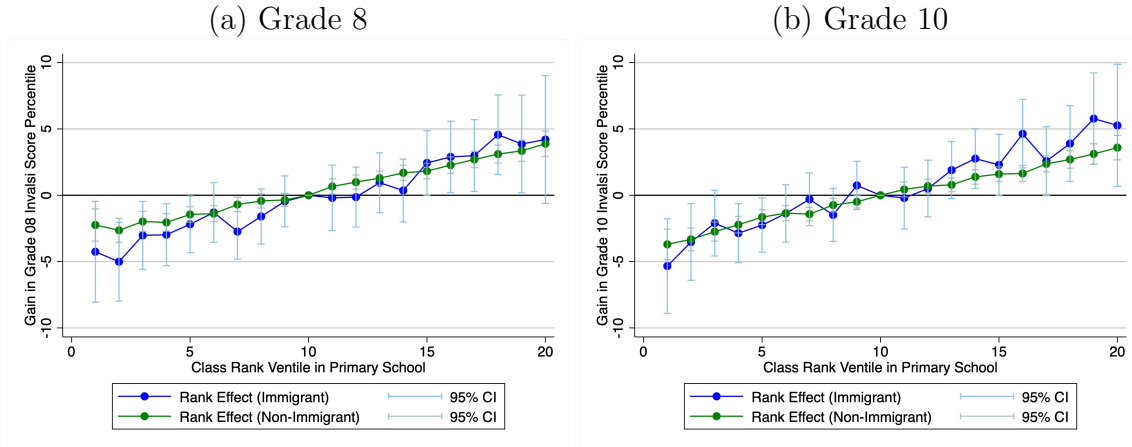 (a) Grade 8
Gain in Grade 08 Invalsi Score Percentile
10
5
0
-5
-10
0 5 10 15 20
Class Rank Ventile in Primary School
Rank Effect (Immigrant) 95% CI
Rank Effect (Non-Immigrant) 95% CI
(b) Grade 10
Gain in Grade 10 Invalsi Score Percentile
10
5
0
-5
-10
0 5 10 15 20
Class Rank Ventile in Primary School
Rank Effect (Immigrant) 95% CI
Rank Effect (Non-Immigrant) 95% CI